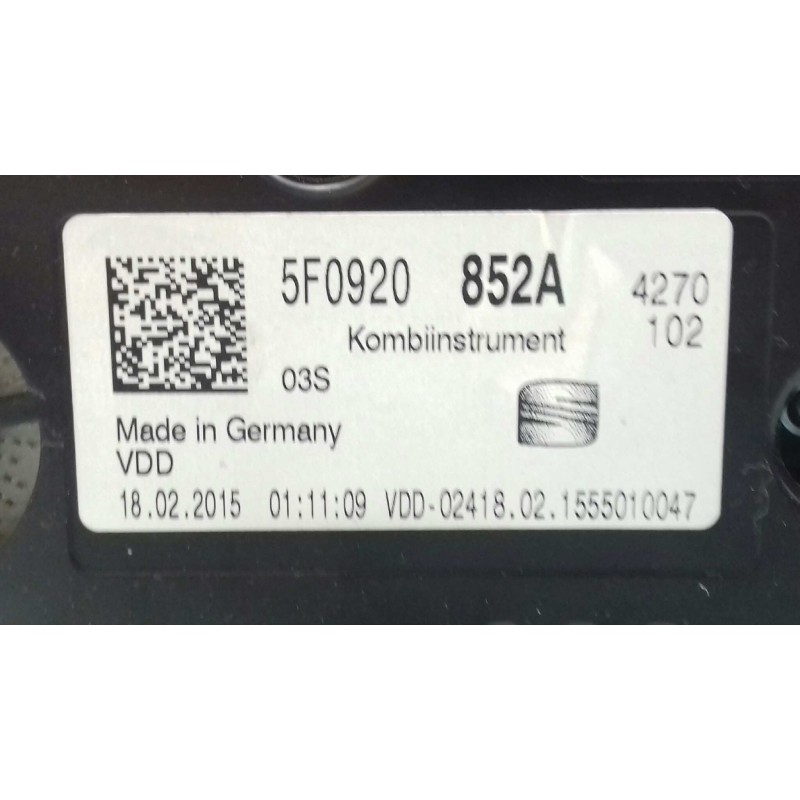 5F0920 852A 4270
Kombiinstrument 102
03S
Made in Germany
VDD
18.02.2015 01:11:09 VDD-02418.02.1555010047